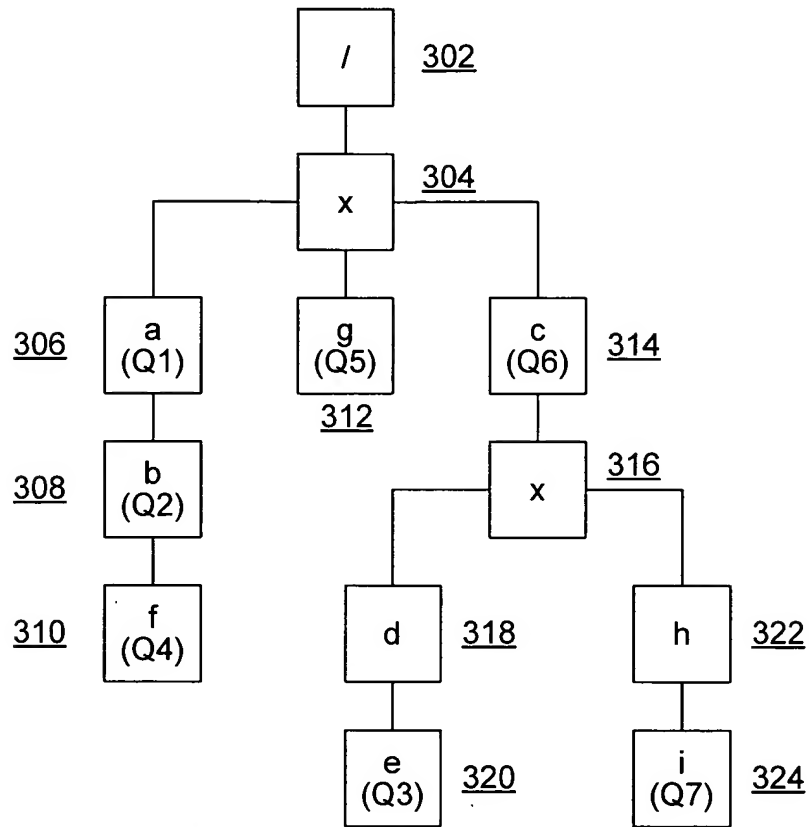 /
302
x
304
a
(Q1)
306
g
(Q5)
312
c
(Q6)
314
b
(Q2)
308
x
316
f
(Q4)
310
d
318
h
322
e
(Q3)
320
i
(Q7)
324